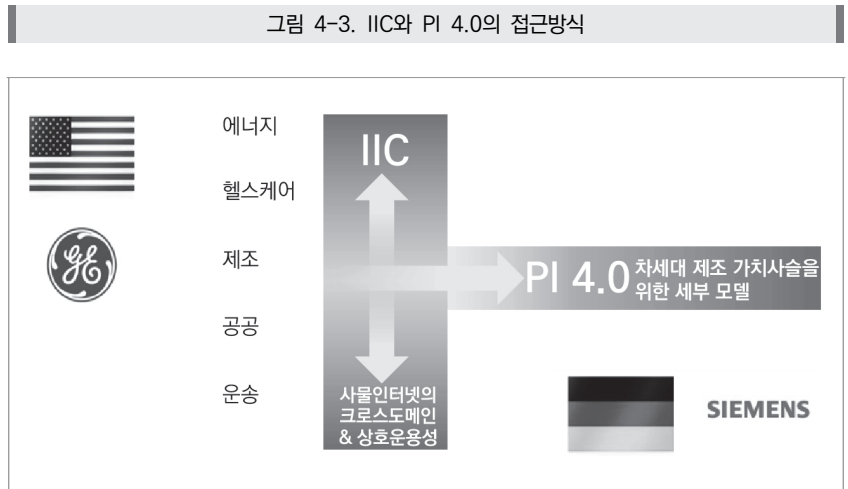 그림 4-3. IIC와 PI 4.0의 접근방식
에너지
헬스케어
제조
공공
운송
IIC
사물인터넷의
크로스도메인
& 상호운용성
PI 4.0
차세대 제조 가치사슬을
위한 세부 모델
GE
SIEMENS